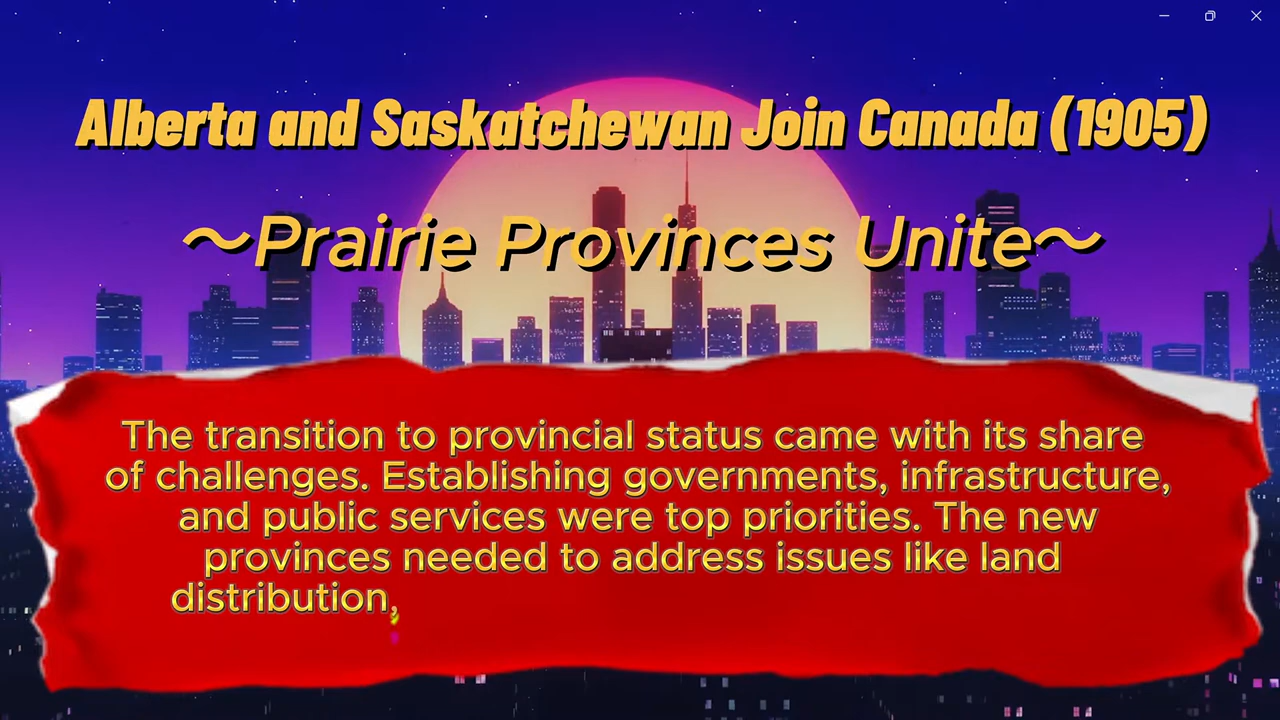 Alberta and Saskatchewan Join Canada (1905)
～Prairie Provinces Unite～
The transition to provincial status came with its share
of challenges. Establishing governments, infrastructure,
and public services were top priorities. The new
provinces needed to address issues like land
distribution,